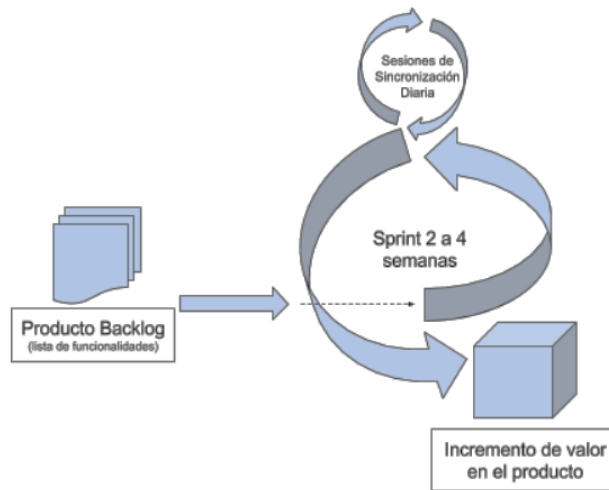 Sesiones de
Sincronización
Diaria
Sprint 2 a 4
semanas
Producto Backlog
(lista de funcionalidades)
Incremento de valor
en el producto